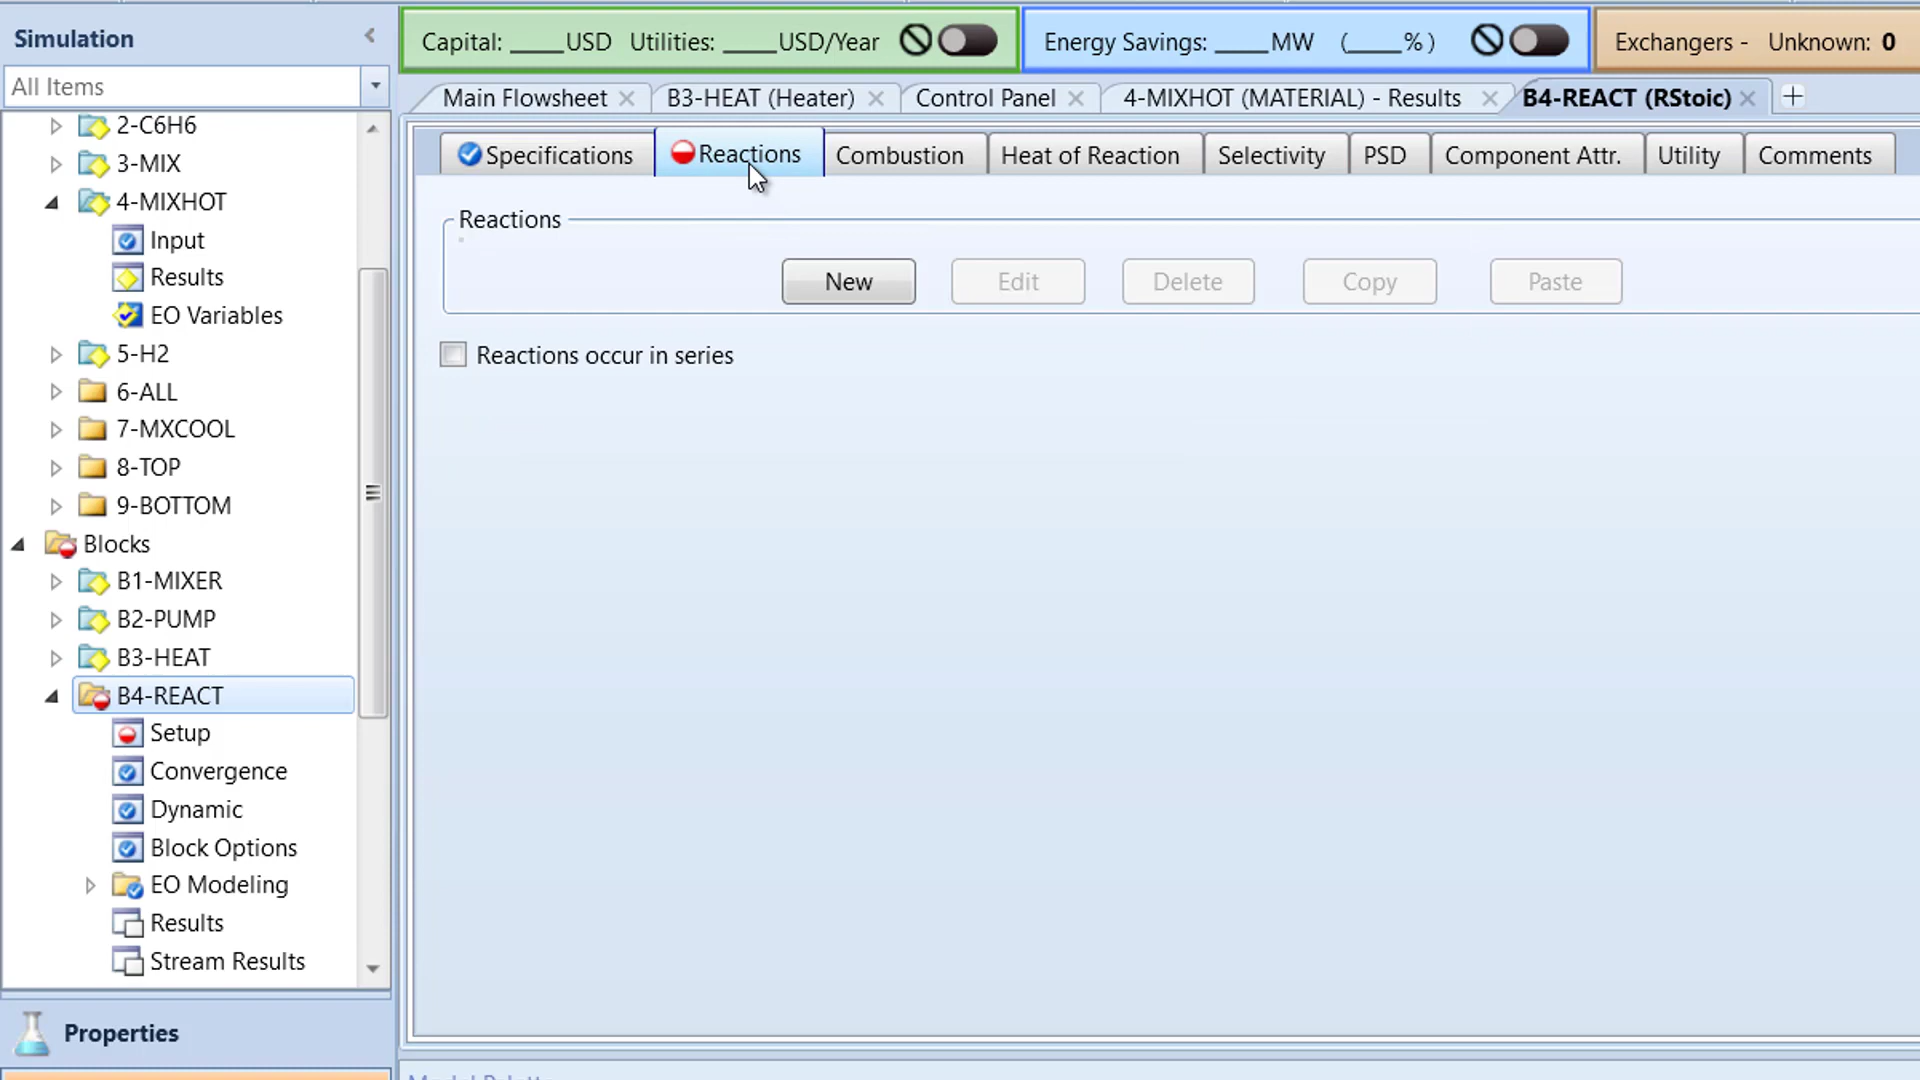 Simulation
All Items
2-C6H6
3-MIX
4-MIXHOT
Input
Results
EO Variables
5-H2
6-ALL
7-MXCOOL
8-TOP
9-BOTTOM
Blocks
B1-MIXER
B2-PUMP
B3-HEAT
B4-REACT
Setup
Convergence
Dynamic
Block Options
EO Modeling
Results
Stream Results
Properties
Capital: ____USD Utilities: ____USD/Year
Energy Savings: ____MW (____%)
Exchangers - Unknown: 0
Main Flowsheet
B3-HEAT (Heater)
Control Panel
4-MIXHOT (MATERIAL) - Results
B4-REACT (RStoic)
Specifications
Reactions
Combustion
Heat of Reaction
Selectivity
PSD
Component Attr.
Utility
Comments
Reactions
New
Edit
Delete
Copy
Paste
Reactions occur in series